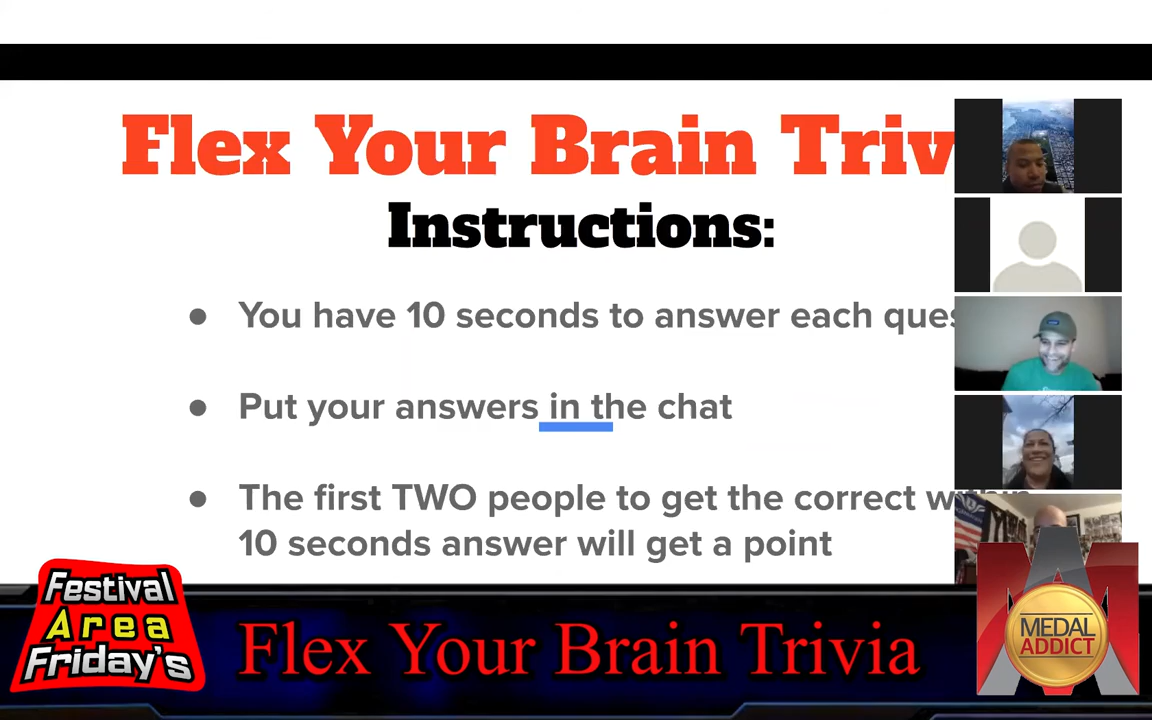 Flex Your Brain Triv
Instructions:
● You have 10 seconds to answer each ques
● Put your answers in the chat
● The first TWO people to get the correct within
10 seconds answer will get a point
Festival
Area
Friday's
Flex Your Brain Trivia
MEDAL
ADDICT